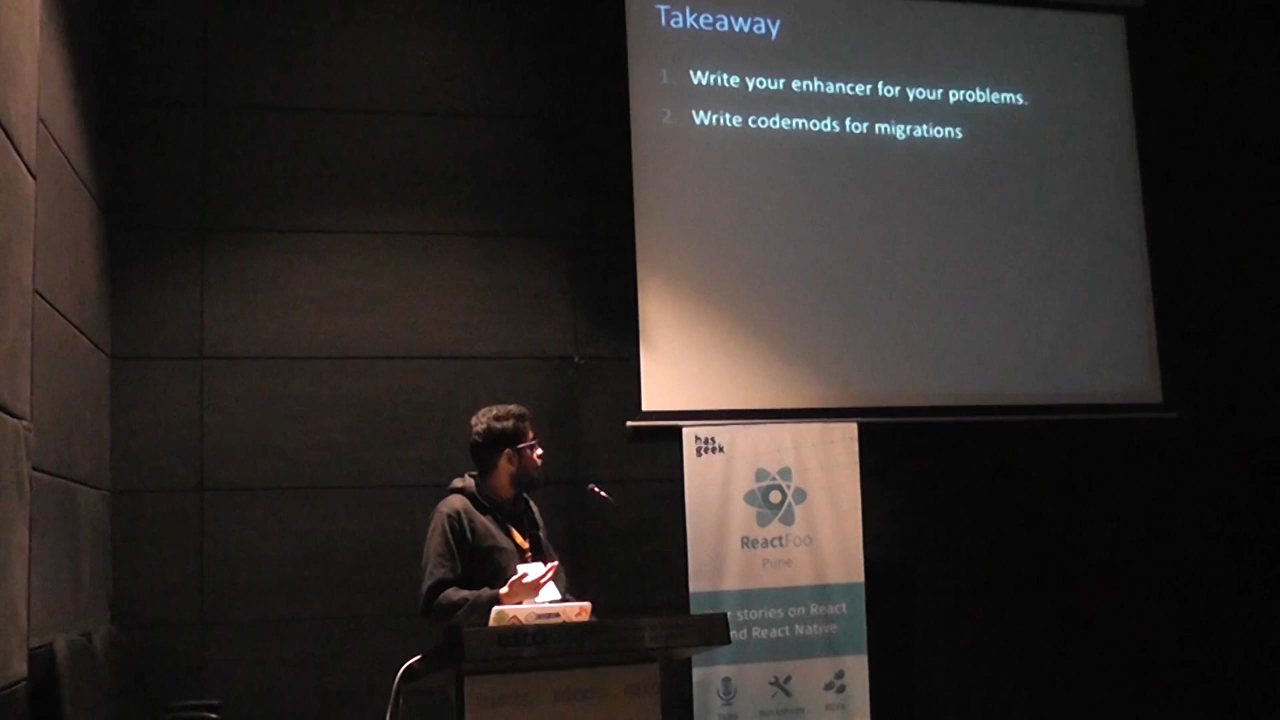 Takeaway
1. Write your enhancer for your problems.
2. Write codemods for migrations
has
geek
ReactFoo
Pune
stories on React
React Native